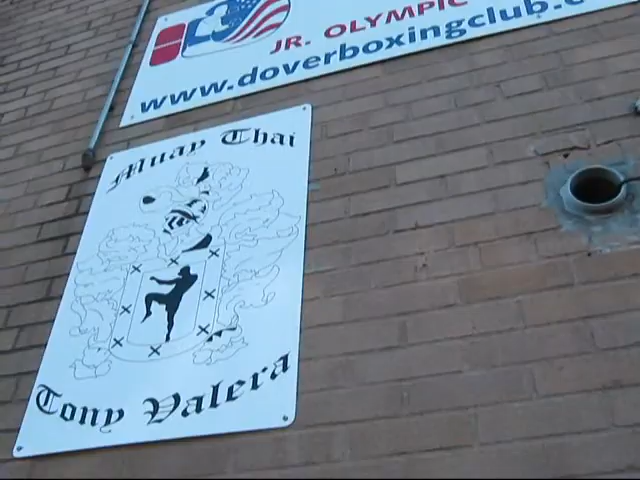 JR. OLYMPIC
www.doverboxingclub.c
Muay Thai
Tony Valera